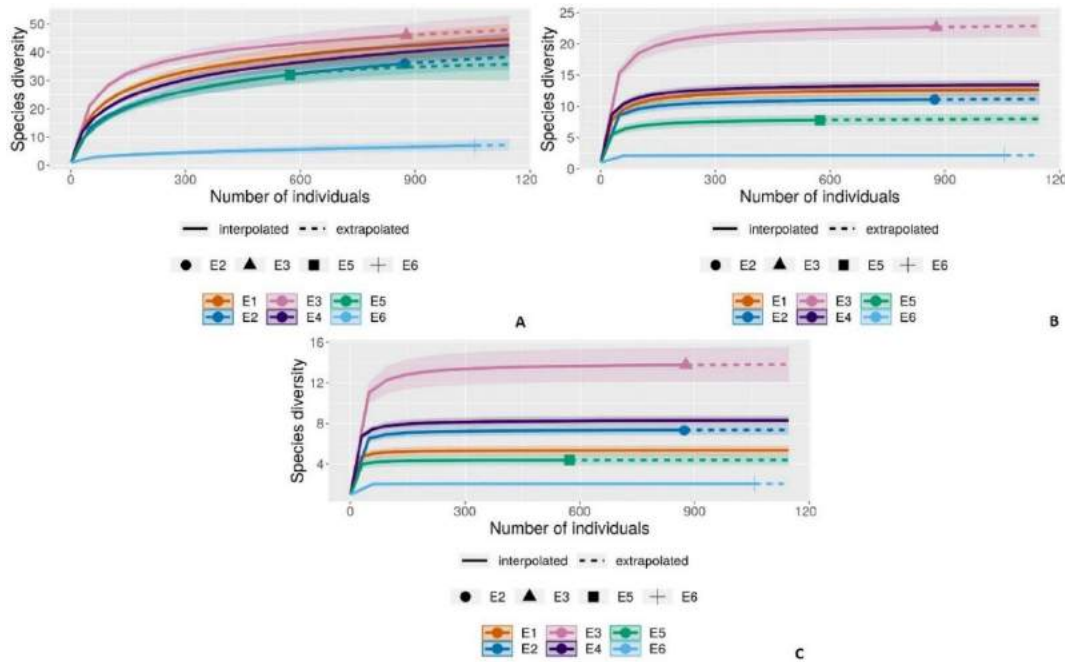 50
40
30
20
10
0
Species diversity
0 300 600 900 120
Number of individuals
interpolated extrapolated
E2 E3 E5 E6
E1 E3 E5
E2 E4 E6
A
25
20
15
10
5
0
Species diversity
0 300 600 900 120
Number of individuals
interpolated extrapolated
E2 E3 E5 E6
E1 E3 E5
E2 E4 E6
B
16
12
8
4
Species diversity
0 300 600 900 120
Number of individuals
interpolated extrapolated
E2 E3 E5 E6
E1 E3 E5
E2 E4 E6
C